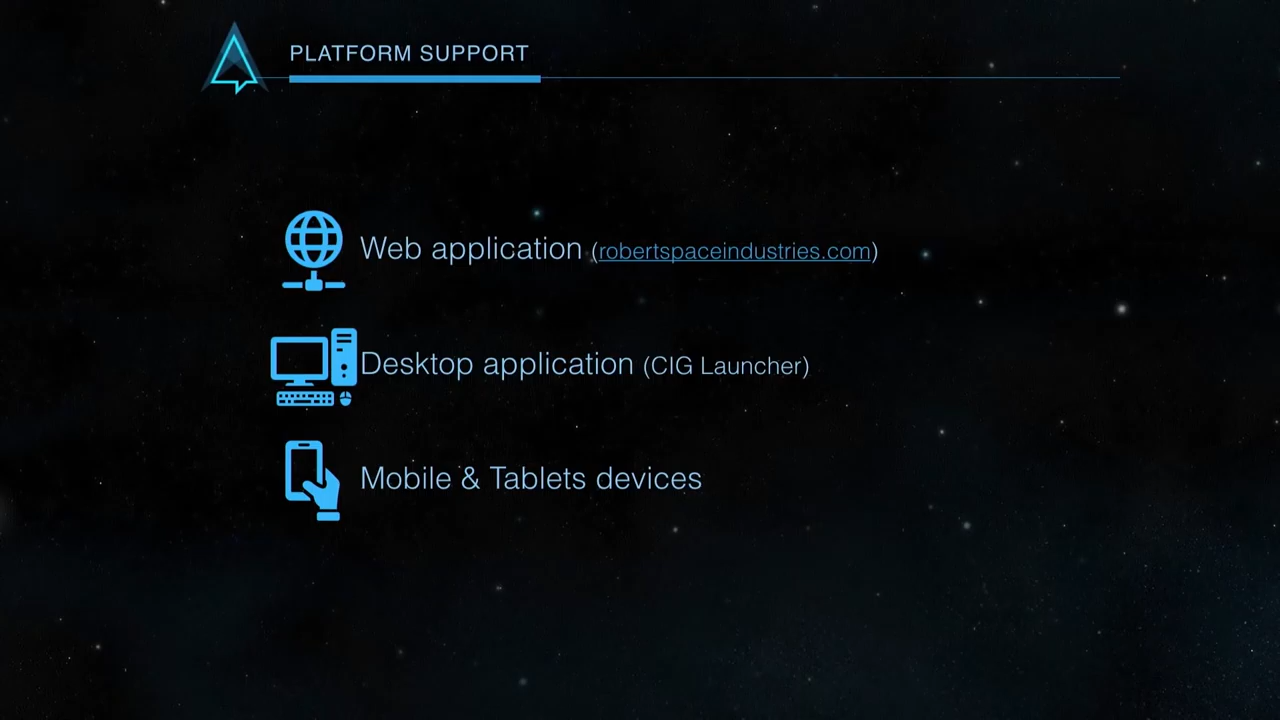 PLATFORM SUPPORT
Web application (robertspaceindustries.com)
Desktop application (CIG Launcher)
Mobile & Tablets devices